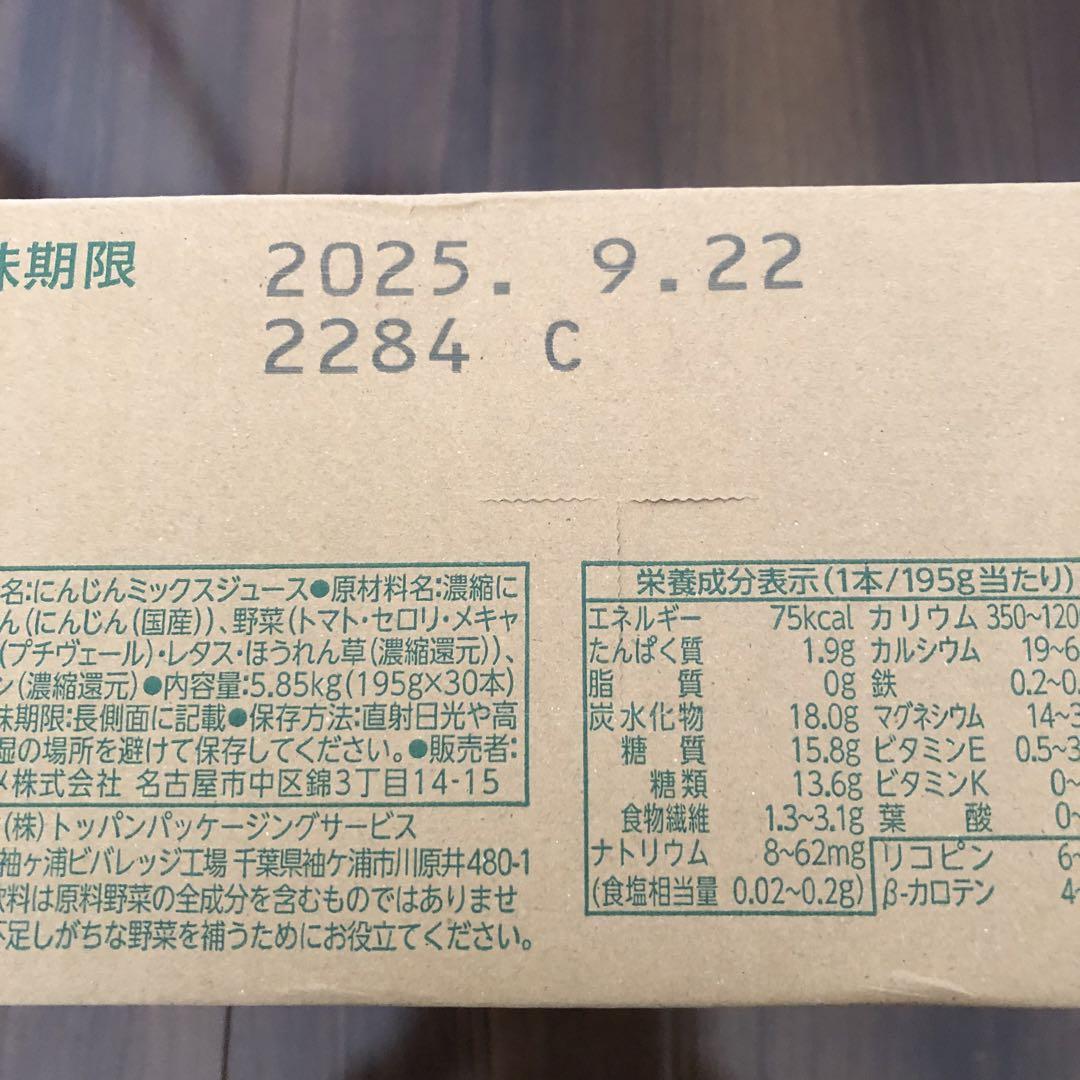 味期限 2025. 9.22
2284 C
名:にんじんミックスジュース●原材料名:濃縮に
ん(にんじん(国産))、野菜(トマト・セロリ・メキャ
(プチヴェール)・レタス・ほうれん草(濃縮還元))、
ン(濃縮還元)●内容量:5.85kg(195g×30本)
味期限:長側面に記載●保存方法:直射日光や高
湿の場所を避けて保存してください。●販売者:
メ株式会社 名古屋市中区錦3丁目14-15
(株)トッパンパッケージングサービス
袖ヶ浦ビバレッジ工場 千葉県袖ケ浦市川原井480-1
飲料は原料野菜の全成分を含むものではありませ
不足しがちな野菜を補うためにお役立てください。
栄養成分表示(1本/195g当たり)
エネルギー 75kcal カリウム 350~120
たんぱく質 1.9g カルシウム 19~6
脂質 0g 鉄 0.2~0.
炭水化物 18.0g マグネシウム 14~3
糖質 15.8g ビタミンE 0.5~3
糖類 13.6g ビタミンK 0~
食物繊維 1.3~3.1g 葉酸 0~
ナトリウム 8~62mg リコピン 6~
(食塩相当量 0.02~0.2g) β-カロテン 4~